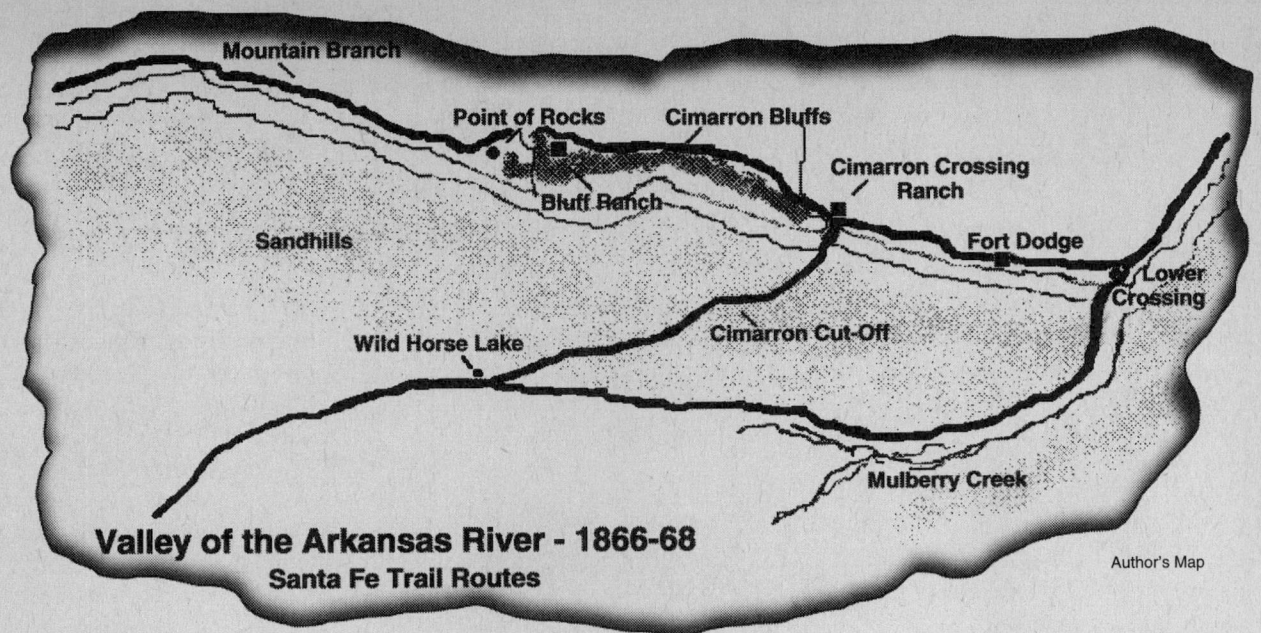 Mountain Branch
Point of Rocks
Cimarron Bluffs
Cimarron Crossing
Ranch
Bluff Ranch
Sandhills
Fort Dodge
Lower
Crossing
Cimarron Cut-Off
Wild Horse Lake
Mulberry Creek
Valley of the Arkansas River - 1866-68
Santa Fe Trail Routes
Author's Map